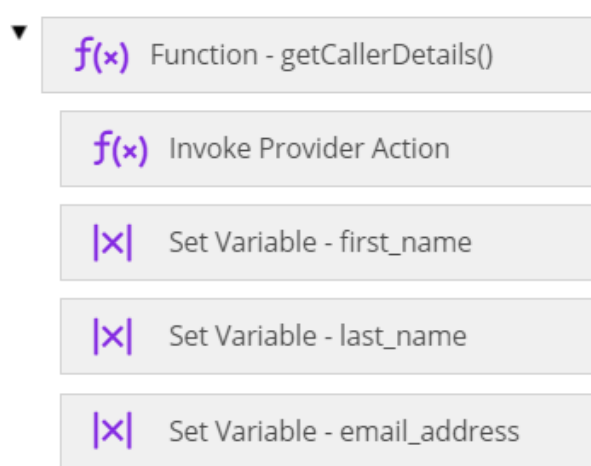 f(x) Function - getCallerDetails()
f(x) Invoke Provider Action
|x| Set Variable - first_name
|x| Set Variable - last_name
|x| Set Variable - email_address